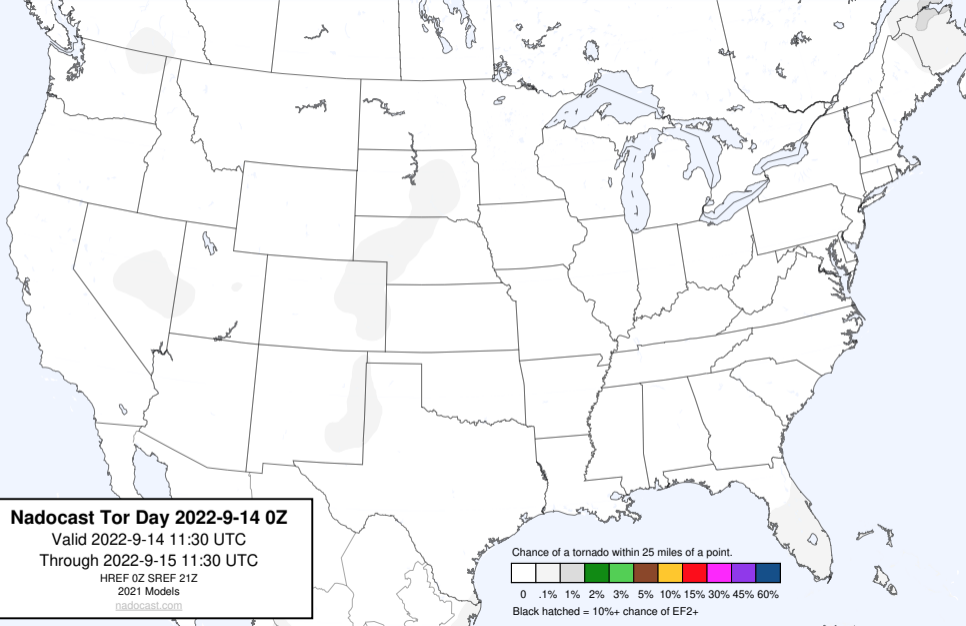 Nadocast Tor Day 2022-9-14 0Z
Valid 2022-9-14 11:30 UTC
Through 2022-9-15 11:30 UTC
HREF 0Z SREF 21Z
2021 Models
nadocast.com
Chance of a tornado within 25 miles of a point.
0 .1% 1% 2% 3% 5% 10% 15% 30% 45% 60%
Black hatched = 10%+ chance of EF2+